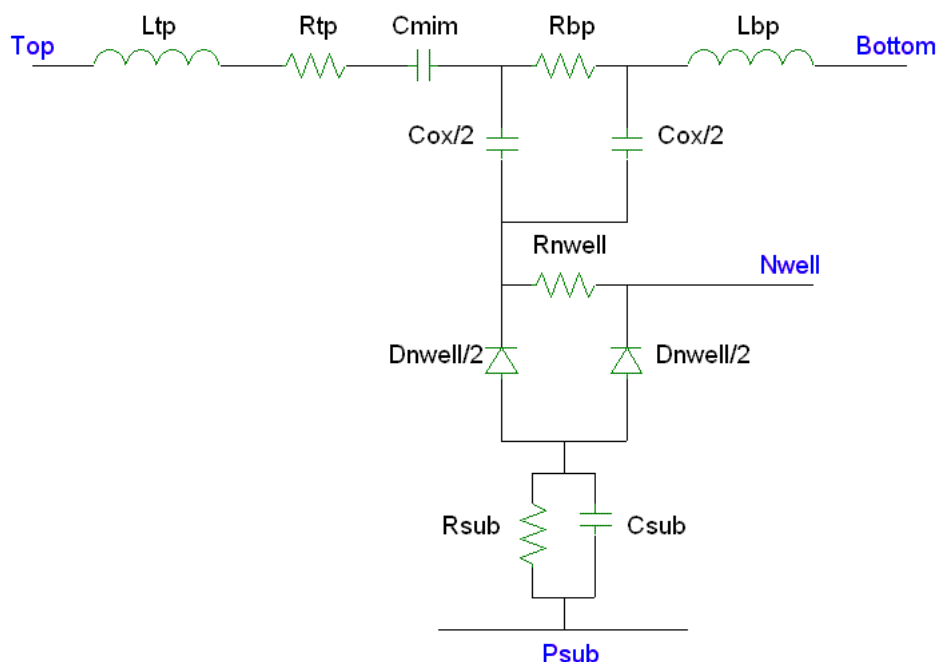 Top
Ltp
Rtp
Cmim
Rbp
Lbp
Bottom
Cox/2
Cox/2
Rnwell
Nwell
Dnwell/2
Dnwell/2
Rsub
Csub
Psub